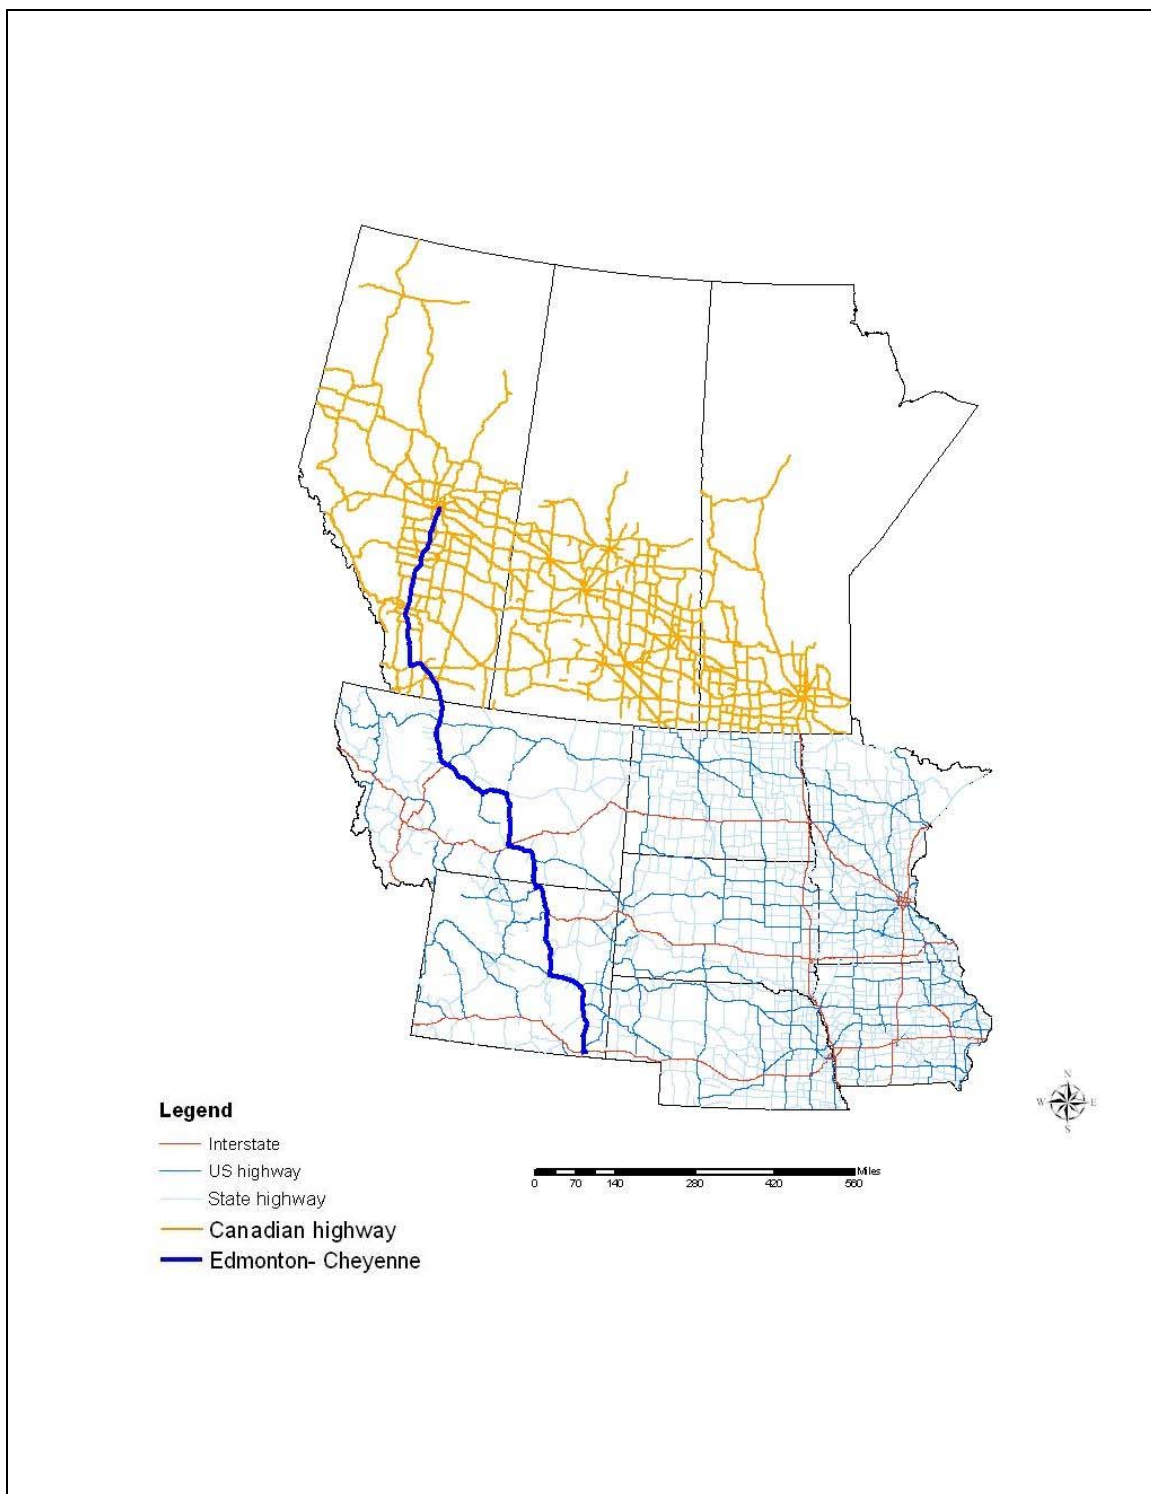 N
W E
S
Legend
Interstate
US highway
State highway
Canadian highway
Edmonton- Cheyenne
Miles
0 70 140 280 420 560